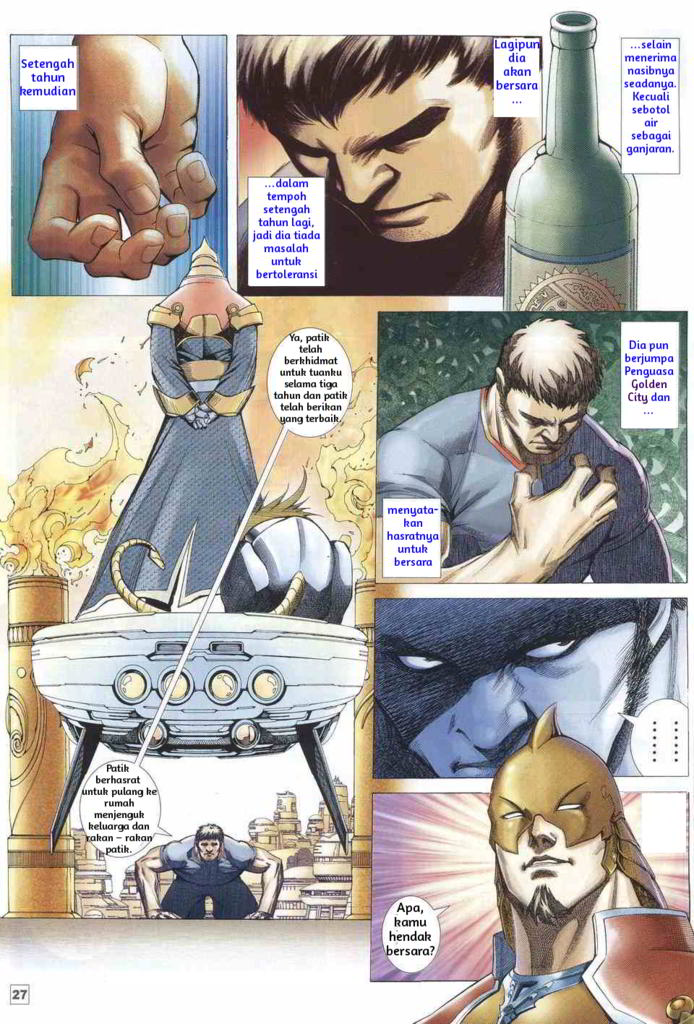 Setengah
tahun
kemudian
Lagipun
dia
akan
bersara
...
...dalam
tempoh
setengah
tahun lagi,
jadi dia tiada
masalah
untuk
bertoleransi
...selain
menerima
nasibnya
seadanya.
Kecuali
sebotol
air
sebagai
ganjaran.
Dia pun
berjumpa
Penguasa
Golden
City dan
...
menyata-
kan
hasratnya
untuk
bersara
Ya, patik
telah
berkhidmat
untuk tuanku
selama tiga
tahun dan patik
telah berikan
yang terbaik.
Patik
berhasrat
untuk pulang ke
rumah
menjenguk
keluarga dan
rakan – rakan
patik.
Apa,
kamu
hendak
bersara?
27